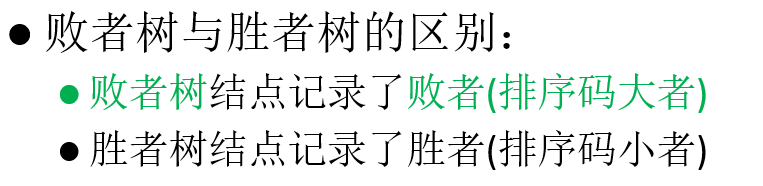 ● 败者树与胜者树的区别：
● 败者树结点记录了败者(排序码大者)
● 胜者树结点记录了胜者(排序码小者)